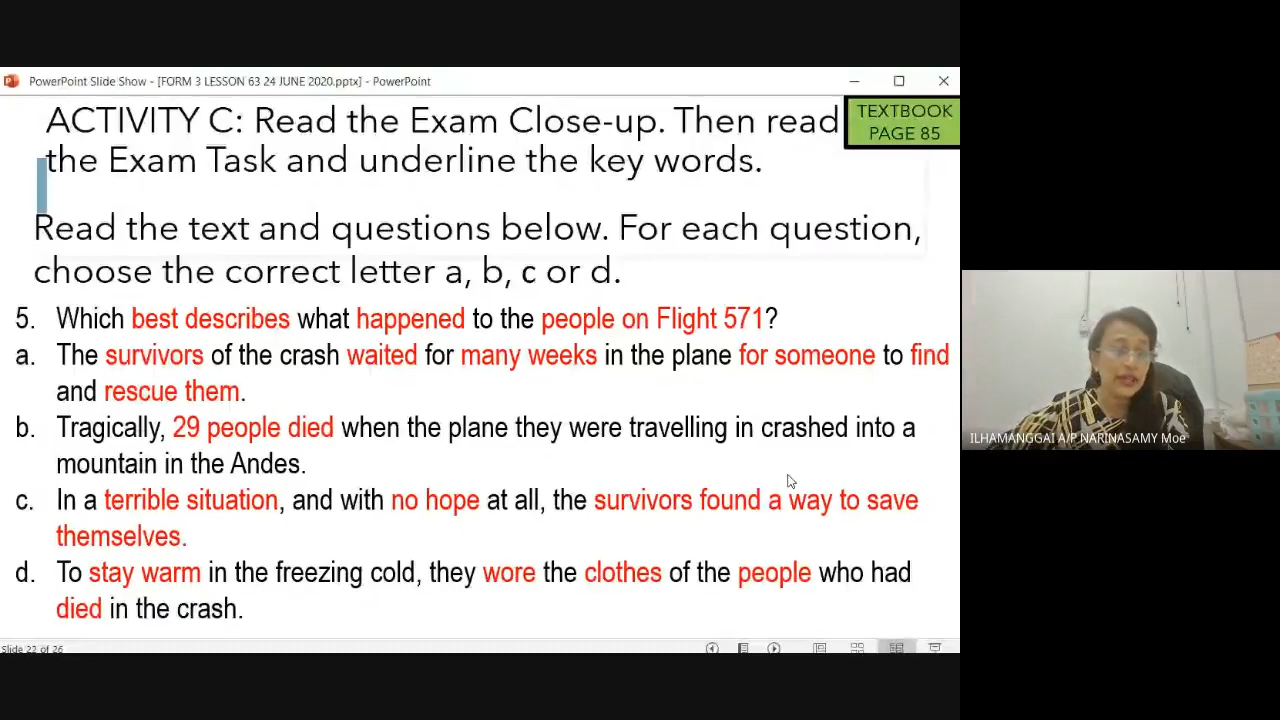 PowerPoint Slide Show - [FORM 3 LESSON 63 24 JUNE 2020.pptx] - PowerPoint
ACTIVITY C: Read the Exam Close-up. Then read
the Exam Task and underline the key words.
TEXTBOOK
PAGE 85
Read the text and questions below. For each question,
choose the correct letter a, b, c or d.
5. Which best describes what happened to the people on Flight 571?
a. The survivors of the crash waited for many weeks in the plane for someone to find
and rescue them.
b. Tragically, 29 people died when the plane they were travelling in crashed into a
mountain in the Andes.
c. In a terrible situation, and with no hope at all, the survivors found a way to save
themselves.
d. To stay warm in the freezing cold, they wore the clothes of the people who had
died in the crash.
Slide 22 of 26
ILHAMANGGAI A/P NARINASAMY Moe